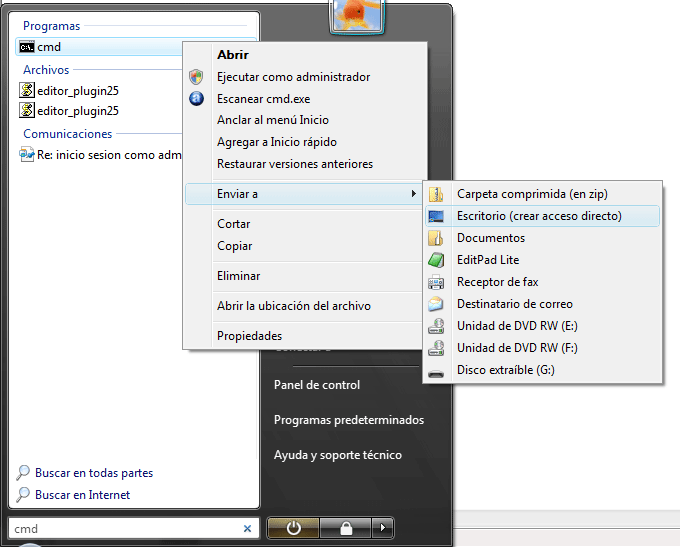 Programas
cmd
Archivos
editor_plugin25
editor_plugin25
Comunicaciones
Re: inicio sesion como adm
Abrir
Ejecutar como administrador
Escanear cmd.exe
Anclar al menú Inicio
Agregar a Inicio rápido
Restaurar versiones anteriores
Enviar a
Cortar
Copiar
Eliminar
Abrir la ubicación del archivo
Propiedades
Carpeta comprimida (en zip)
Escritorio (crear acceso directo)
Documentos
EditPad Lite
Receptor de fax
Destinatario de correo
Unidad de DVD RW (E:)
Unidad de DVD RW (F:)
Disco extraíble (G:)
Panel de control
Programas predeterminados
Ayuda y soporte técnico
Buscar en todas partes
Buscar en Internet
cmd